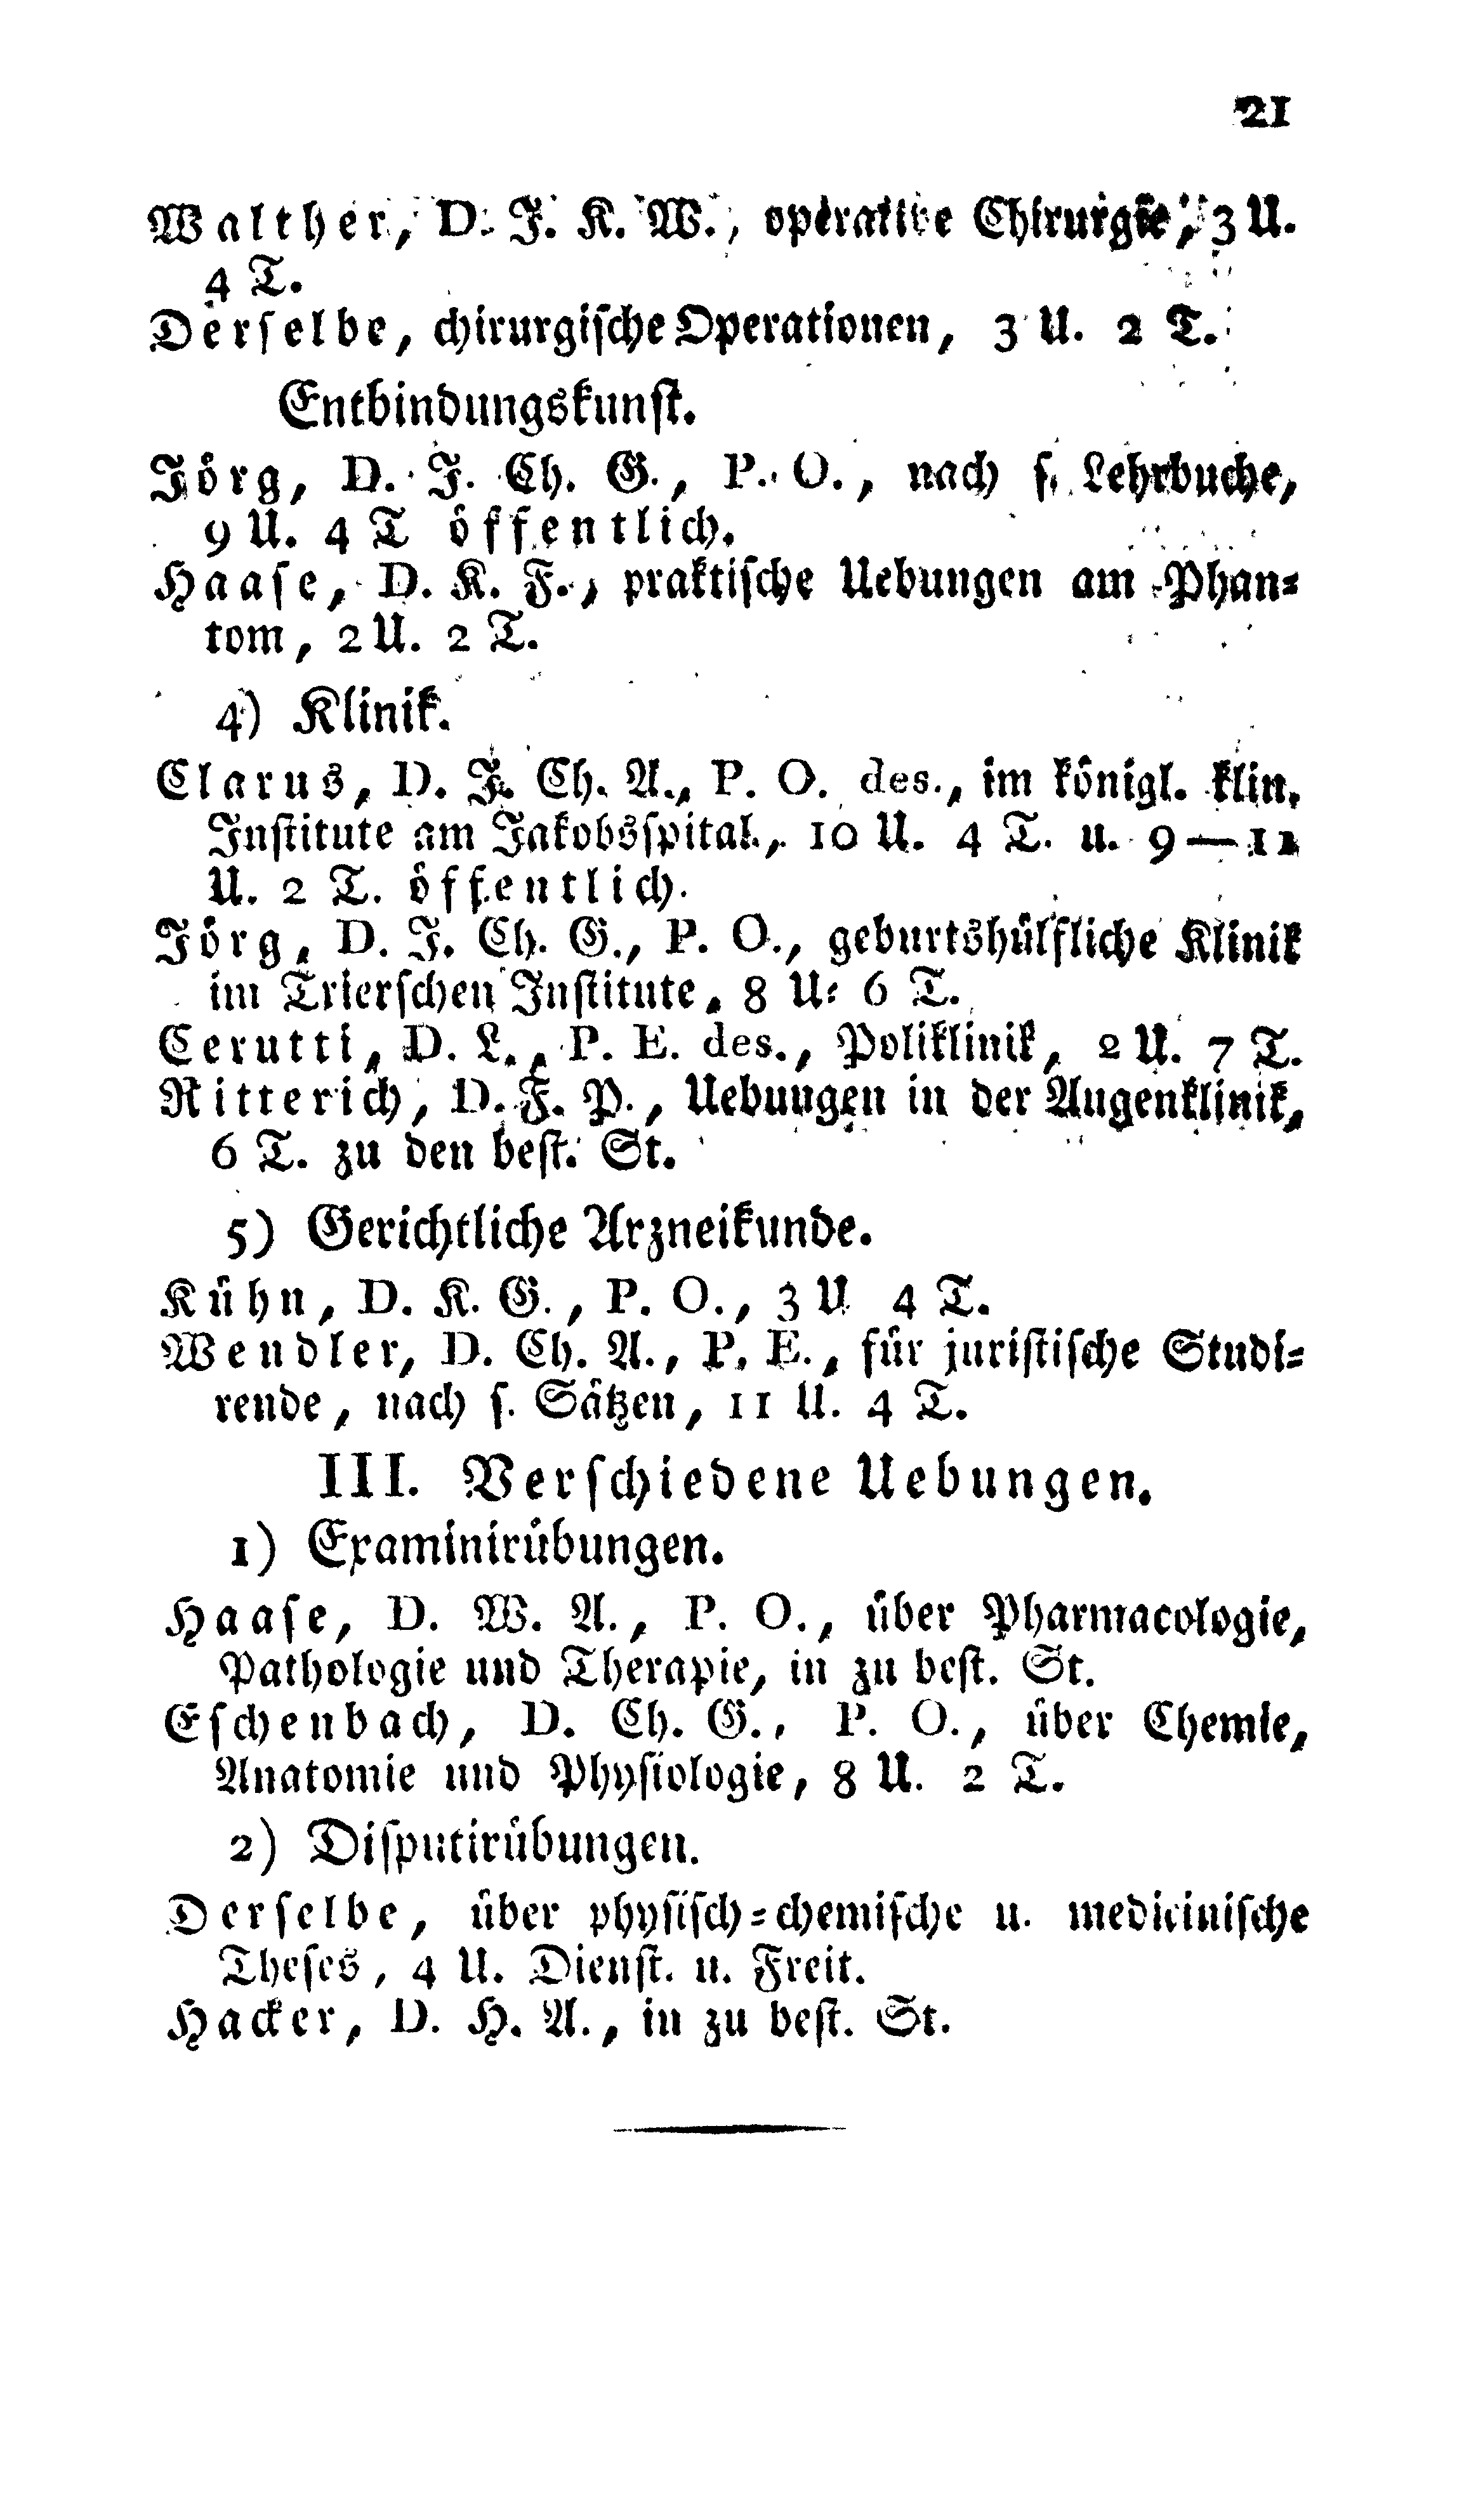 21
Walther, D. J. K. W., operative Chirurgie, 3 U.
4 T.
Derselbe, chirurgische Operationen, 3 U. 2 T.
Entbindungskunst.
Jörg, D. J. Ch. G., P. O., nach s. Lehrbuche,
9 U. 4 T öffentlich.
Haase, D. K. F., praktische Uebungen am Phan-
tom, 2 U. 2 T.
4) Klinik.
Clarus, D. J. Ch. A., P. O. des., im königl. klin.
Institute am Jakobsspital, 10 U. 4 T. u. 9—11
U. 2 T. öffentlich.
Jörg, D. J. Ch. G., P. O., geburtshülfliche Klinik
im Trierschen Institute, 8 U. 6 T.
Cerutti, D. L., P. E. des., Poliklinik, 2 U. 7 T.
Ritterich, D. F. P., Uebungen in der Augenklinik,
6 T. zu den best. St.
5) Gerichtliche Arzneikunde.
Kühn, D. K. G., P. O., 3 U 4 T.
Wendler, D. Ch. A., P. E., für juristische Studi-
rende, nach s. Sätzen, 11 U. 4 T.
III. Verschiedene Uebungen.
1) Examinirübungen.
Haase, D. W. A., P. O., über Pharmacologie,
Pathologie und Therapie, in zu best. St.
Eschenbach, D. Ch. G., P. O., über Chemie,
Anatomie und Physiologie, 8 U. 2 T.
2) Disputirübungen.
Derselbe, über physisch-chemische u. medicinische
Theses, 4 U. Dienst. u. Freit.
Hacker, D. H. A., in zu best. St.